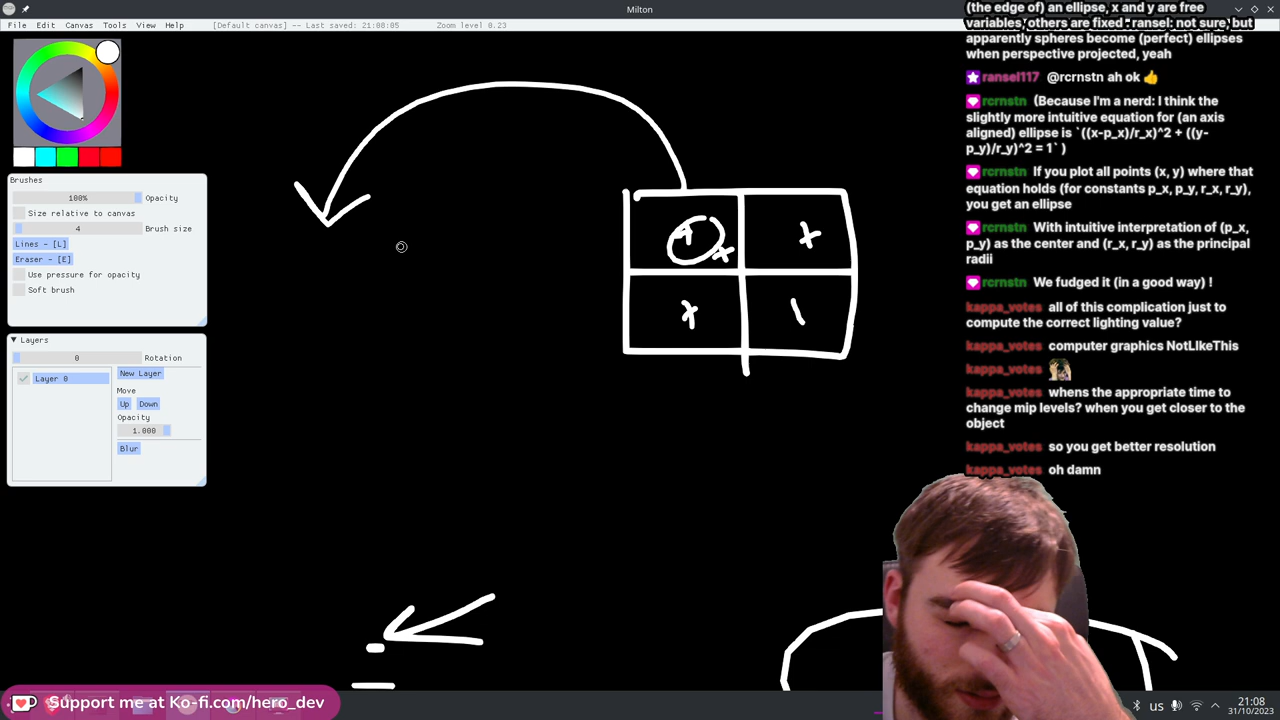 Milton
File Edit Canvas Tools View Help [Default canvas] -- Last saved: 21:08:05 Zoom level 0.23
Brushes
100% Opacity
Size relative to canvas
4 Brush size
Lines - [L]
Eraser - [E]
Use pressure for opacity
Soft brush
Layers
0 Rotation
Layer 0
New Layer
Move
Up Down
Opacity
1.000
Blur
(the edge of) an ellipse, x and y are free
variables, others are fixed . ransel: not sure, but
apparently spheres become (perfect) ellipses
when perspective projected, yeah
ransel117 @rcrnstn ah ok 👍
rcrnstn (Because I'm a nerd: I think the
slightly more intuitive equation for (an axis
aligned) ellipse is `((x-p_x)/r_x)^2 + ((y-
p_y)/r_y)^2 = 1` )
rcrnstn If you plot all points (x, y) where that
equation holds (for constants p_x, p_y, r_x, r_y),
you get an ellipse
rcrnstn With intuitive interpretation of (p_x,
p_y) as the center and (r_x, r_y) as the principal
radii
rcrnstn We fudged it (in a good way) !
kappa_votes all of this complication just to
compute the correct lighting value?
kappa_votes computer graphics NotLIkeThis
kappa_votes
kappa_votes whens the appropriate time to
change mip levels? when you get closer to the
object
kappa_votes so you get better resolution
kappa_votes oh damn
Support me at Ko-fi.com/hero_dev
US
21:08
31/10/2023